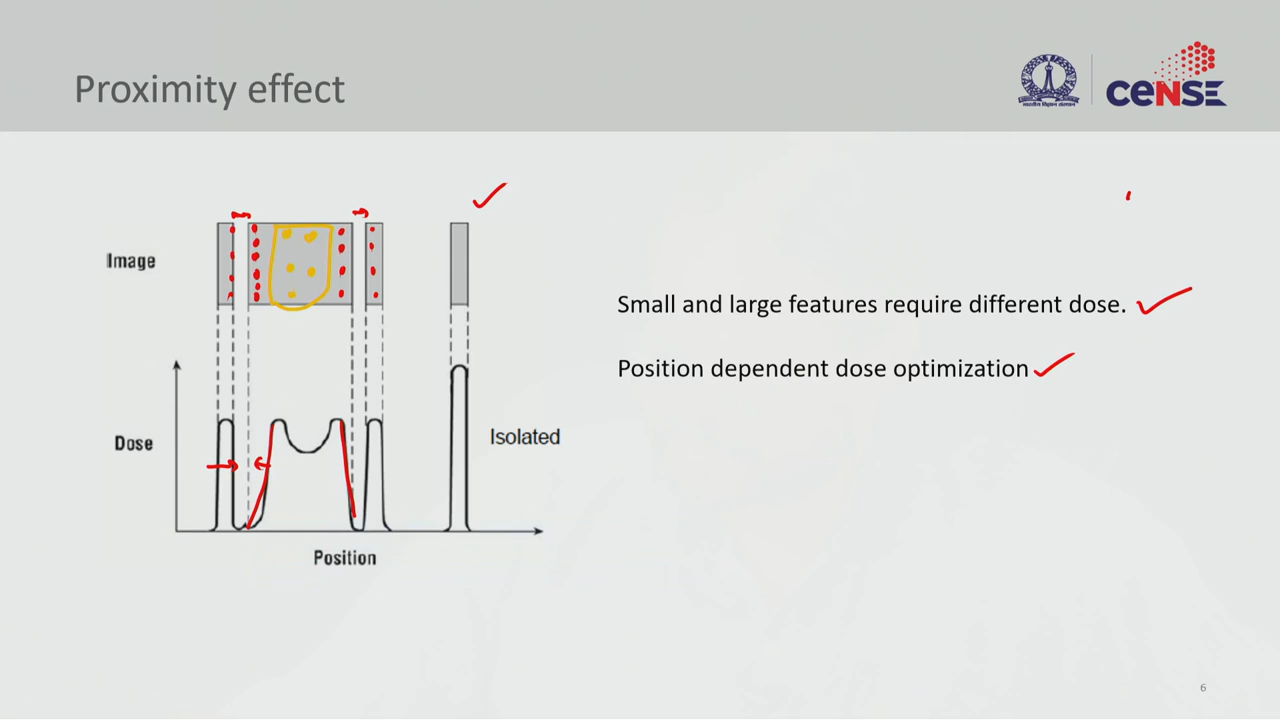 Proximity effect
CeNSE
Image
Small and large features require different dose.
Position dependent dose optimization
Dose
Isolated
Position
6